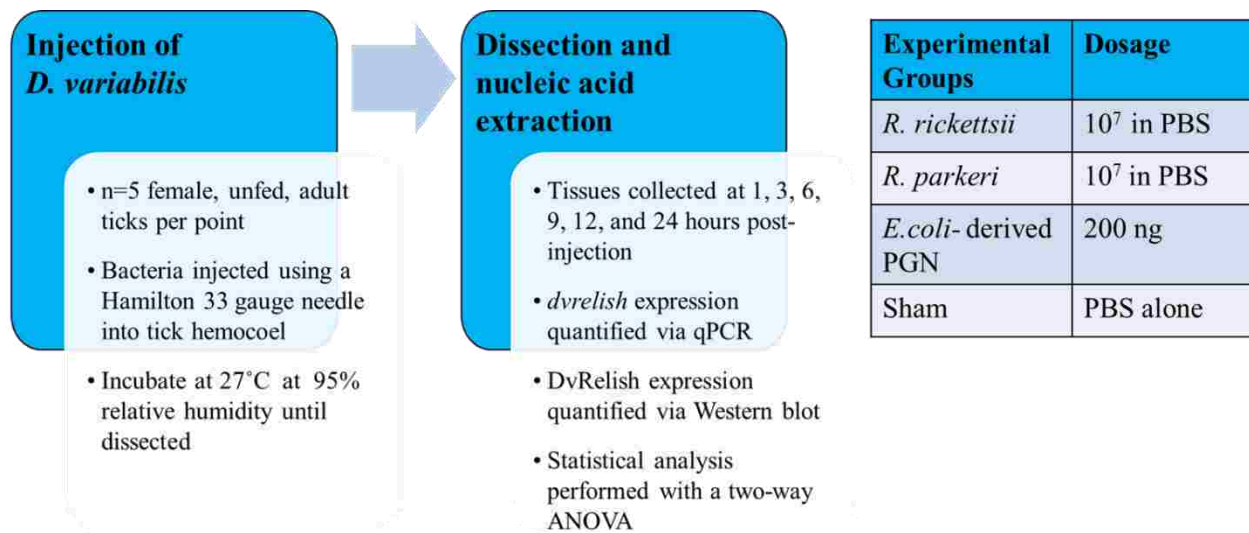 Injection of
D. variabilis
• n=5 female, unfed, adult
ticks per point
• Bacteria injected using a
Hamilton 33 gauge needle
into tick hemocoel
• Incubate at 27˚C at 95%
relative humidity until
dissected
Dissection and
nucleic acid
extraction
• Tissues collected at 1, 3, 6,
9, 12, and 24 hours post-
injection
• dvrelish expression
quantified via qPCR
• DvRelish expression
quantified via Western blot
• Statistical analysis
performed with a two-way
ANOVA
Experimental Groups Dosage
R. rickettsii 10⁷ in PBS
R. parkeri 10⁷ in PBS
E.coli- derived PGN 200 ng
Sham PBS alone